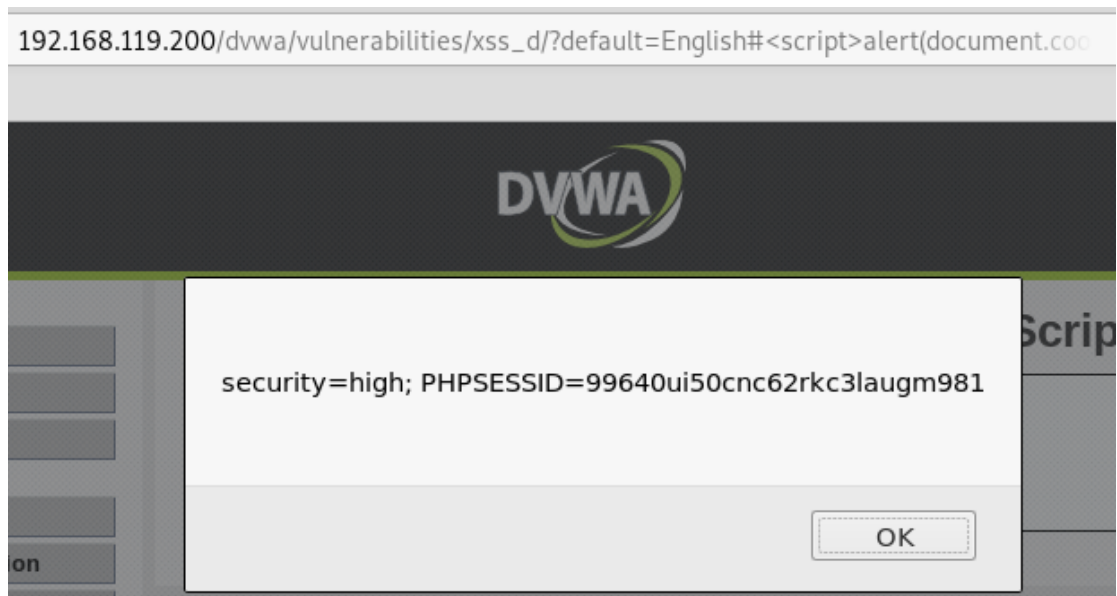 192.168.119.200/dvwa/vulnerabilities/xss_d/?default=English#<script>alert(document.coo
DVWA
Scrip
security=high; PHPSESSID=99640ui50cnc62rkc3laugm981
OK
ion